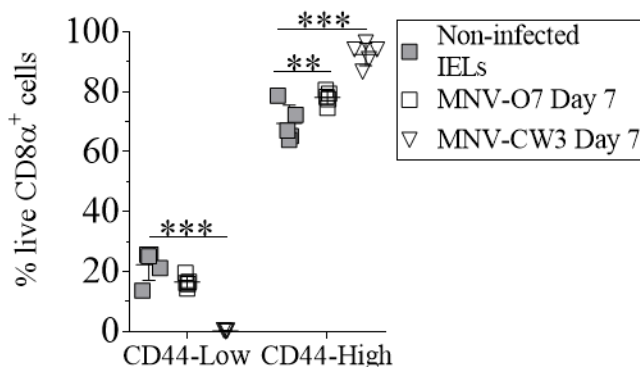 % live CD8α⁺ cells
100
80
60
40
20
0
***
***
**
CD44-Low
CD44-High
Non-infected
IELs
MNV-O7 Day 7
MNV-CW3 Day 7